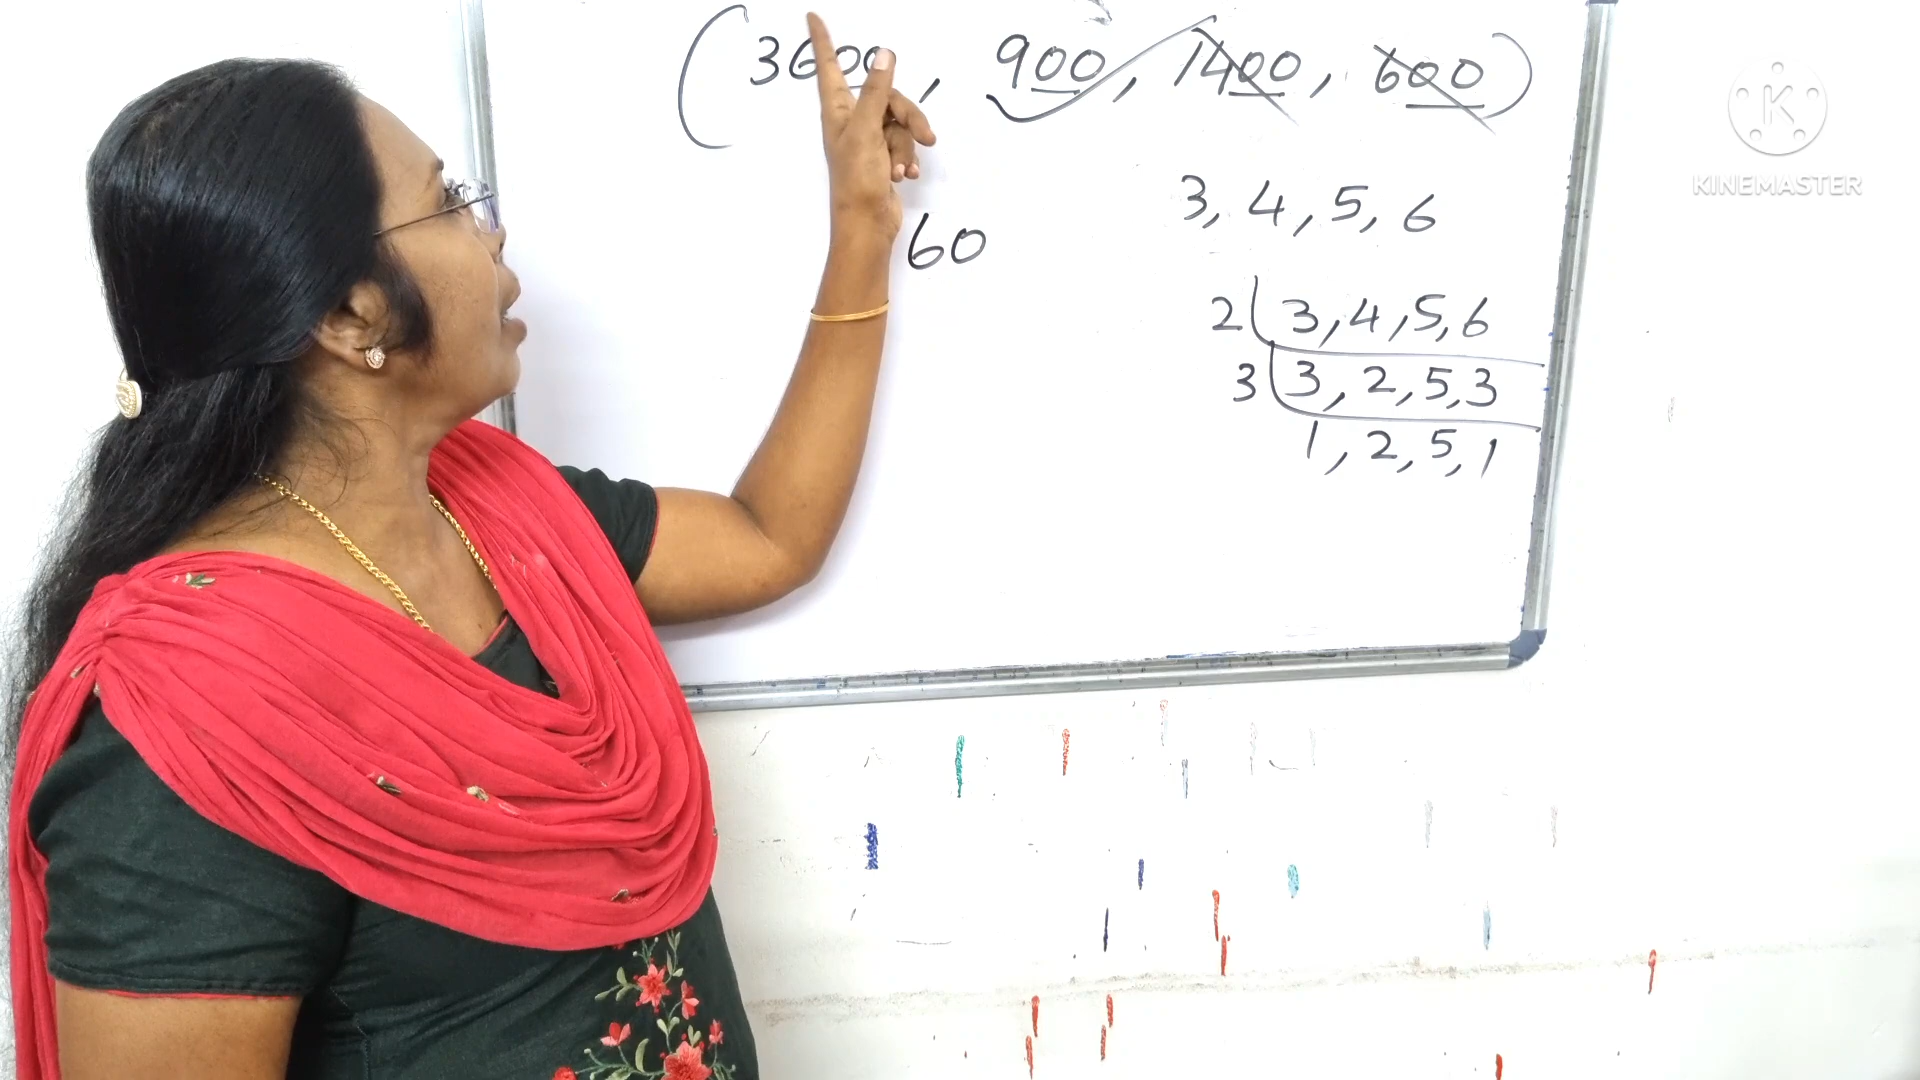 (3600, 900, 1400, 600)
60
3, 4, 5, 6
2 3, 4, 5, 6
3 3, 2, 5, 3
1, 2, 5, 1
K
KINEMASTER